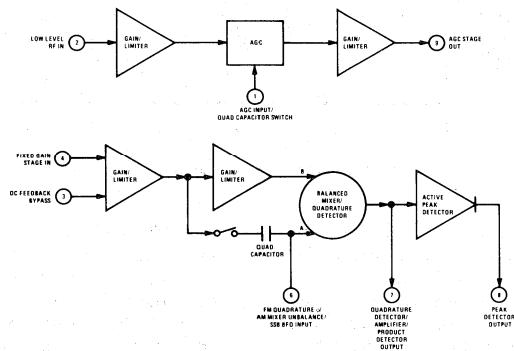 LOW LEVEL
RF IN
2
GAIN/
LIMITER
AGC
GAIN/
LIMITER
9
AGC STAGE
OUT
1
AGC INPUT/
QUAD CAPACITOR SWITCH
FIXED GAIN
STAGE IN
4
DC FEEDBACK
BYPASS
3
GAIN/
LIMITER
GAIN/
LIMITER
B
A
BALANCED
MIXER/
QUADRATURE
DETECTOR
ACTIVE
PEAK
DETECTOR
QUAD
CAPACITOR
6
FM QUADRATURE
AM MIXER UNBALANCE/
SSB BFO INPUT
7
QUADRATURE
DETECTOR/
AMPLIFIER/
PRODUCT
DETECTOR
OUTPUT
8
PEAK
DETECTOR
OUTPUT